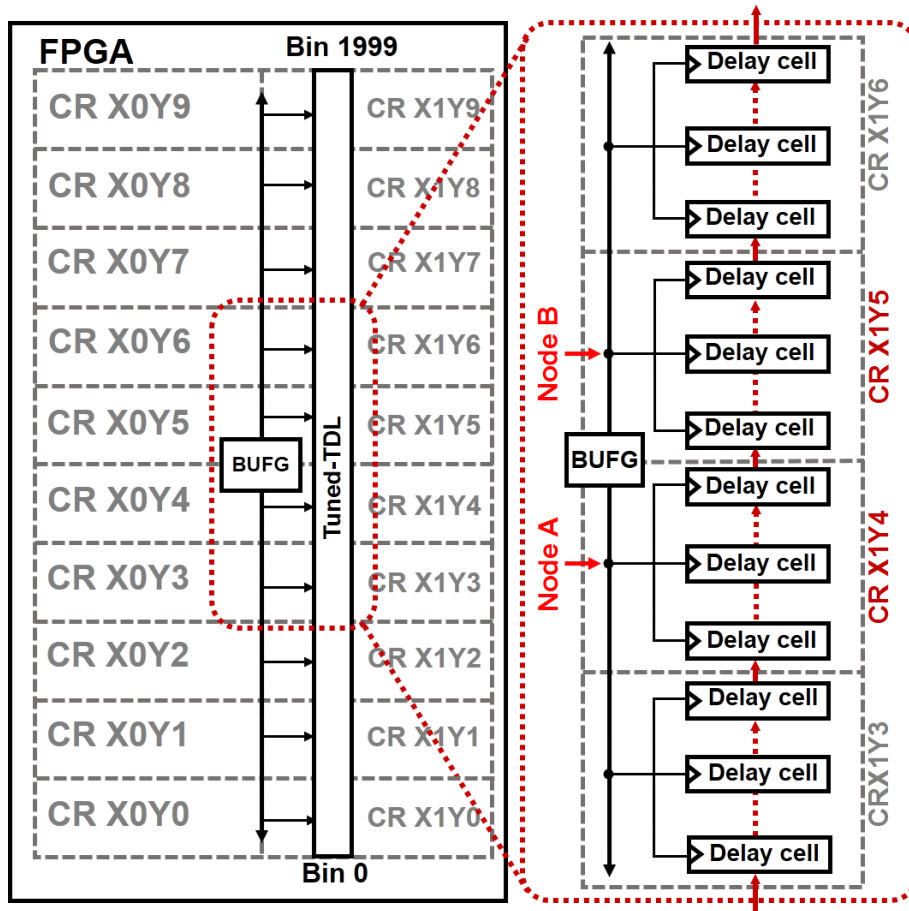 FPGA
Bin 1999
CR X0Y9
CR X1Y9
CR X0Y8
CR X1Y8
CR X0Y7
CR X1Y7
CR X0Y6
CR X1Y6
CR X0Y5
CR X1Y5
BUFG
CR X0Y4
CR X1Y4
CR X0Y3
CR X1Y3
CR X0Y2
CR X1Y2
CR X0Y1
CR X1Y1
CR X0Y0
CR X1Y0
Tuned-TDL
Bin 0
Delay cell
Delay cell
Delay cell
CR X1Y6
Delay cell
Delay cell
Delay cell
CR X1Y5
Node B
BUFG
Delay cell
Delay cell
Delay cell
CR X1Y4
Node A
Delay cell
Delay cell
Delay cell
CRX1Y3